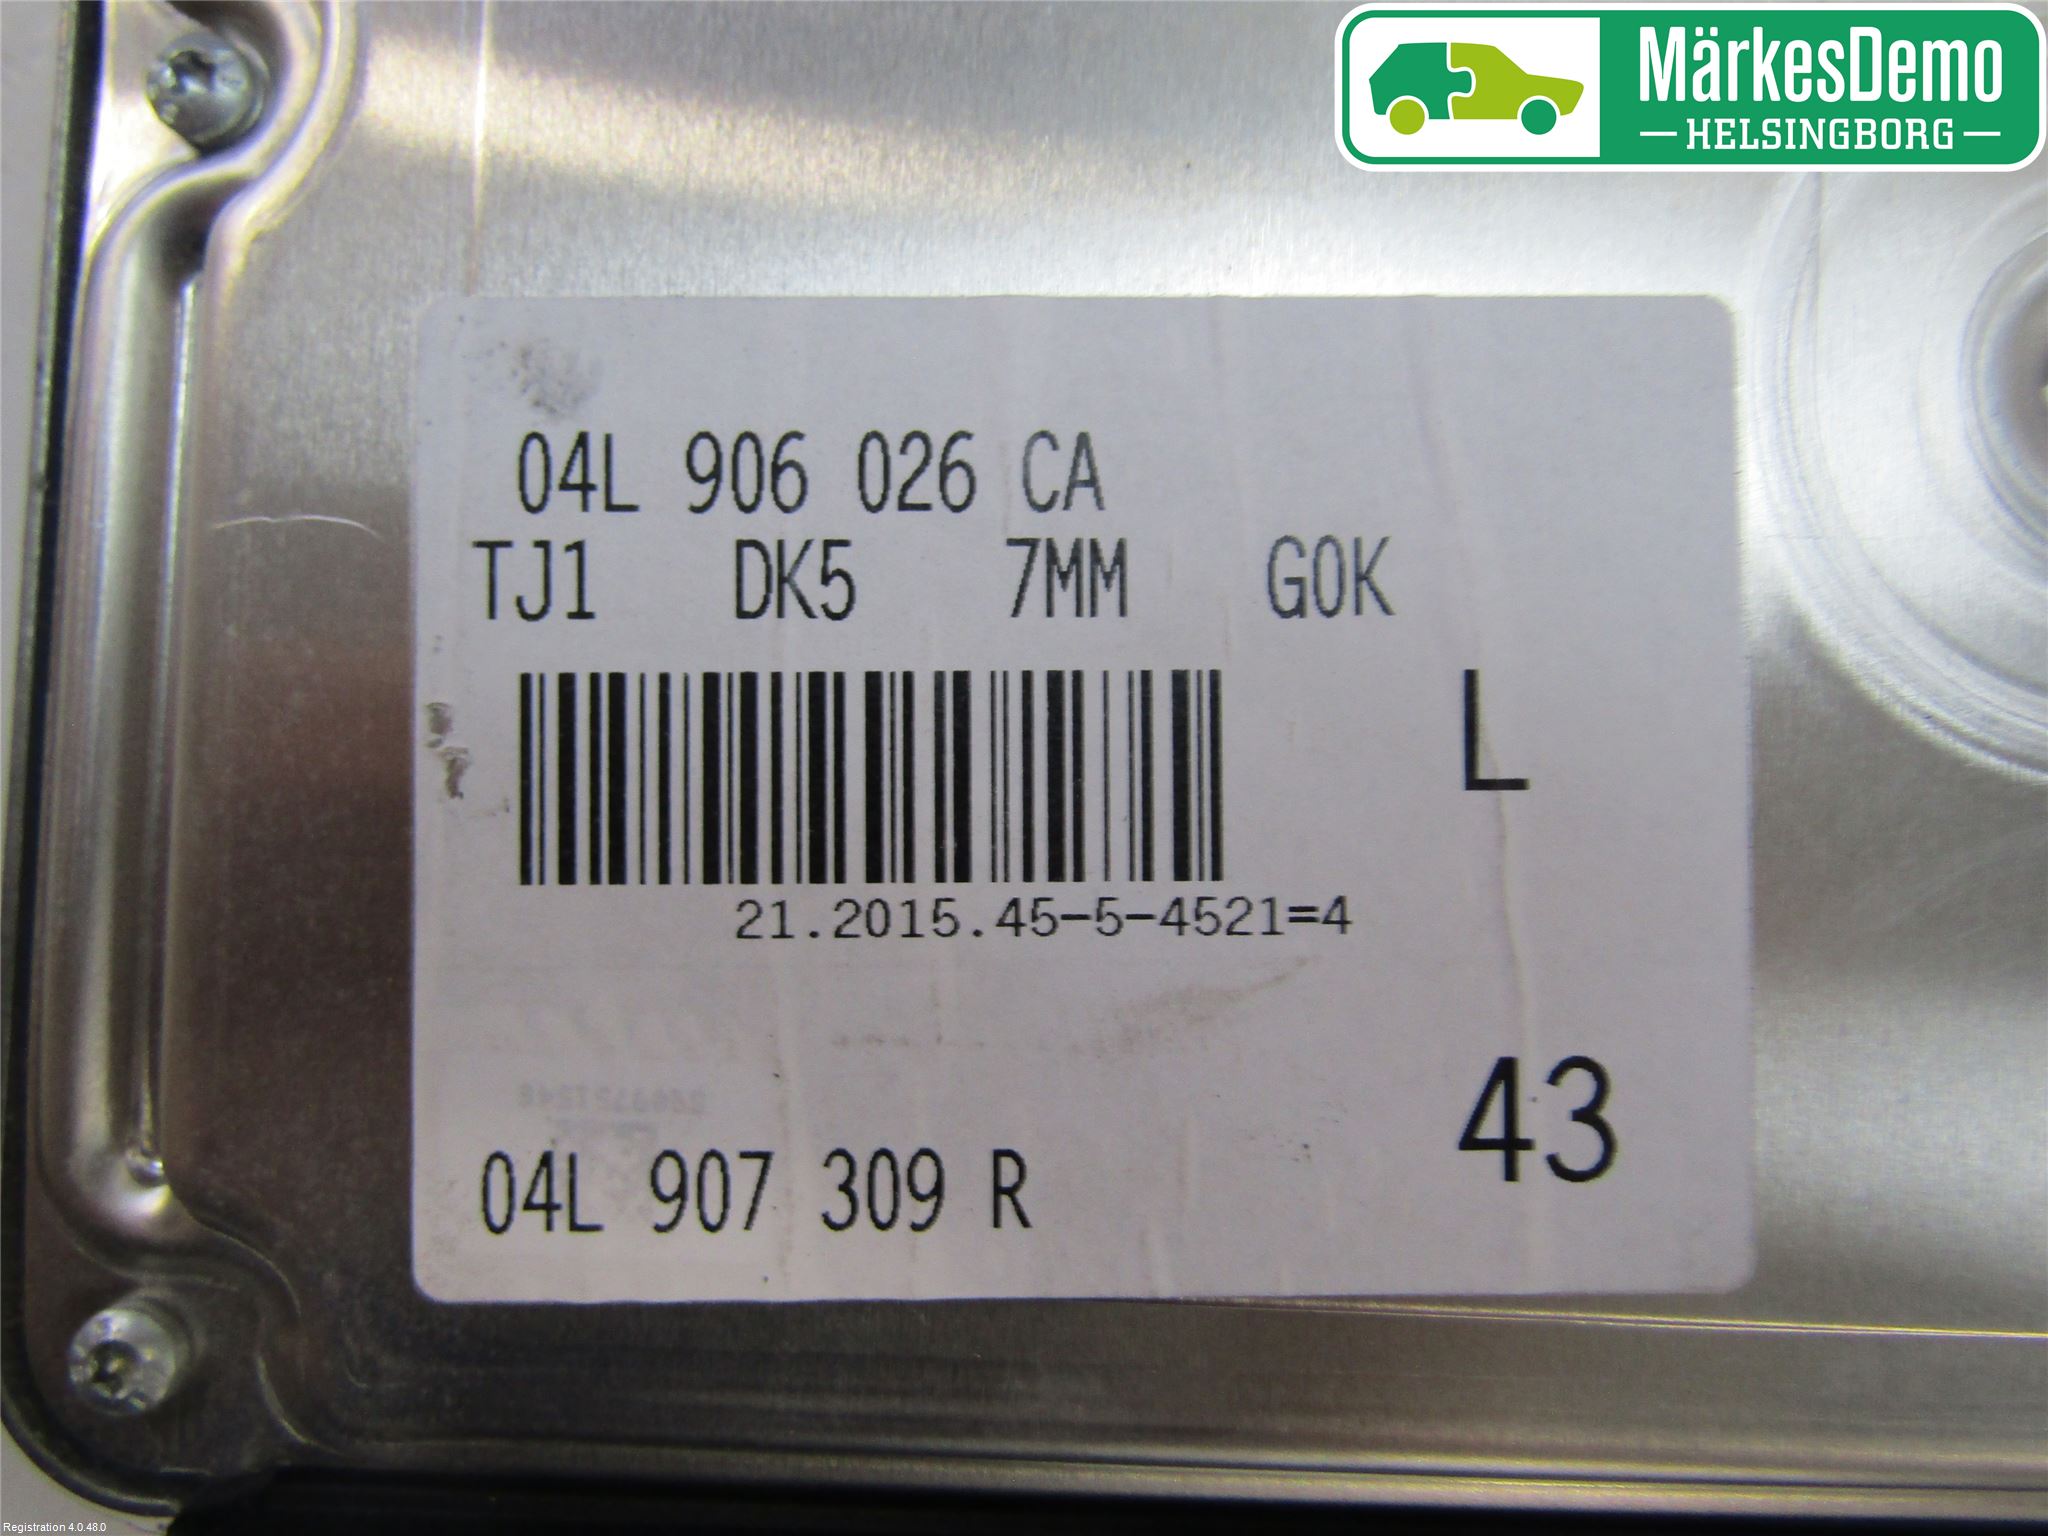 MärkesDemo
HELSINGBORG
04L 906 026 CA
TJ1 DK5 7MM G0K
L
21.2015.45-5-4521=4
43
04L 907 309 R
Registration 4.0.48.0